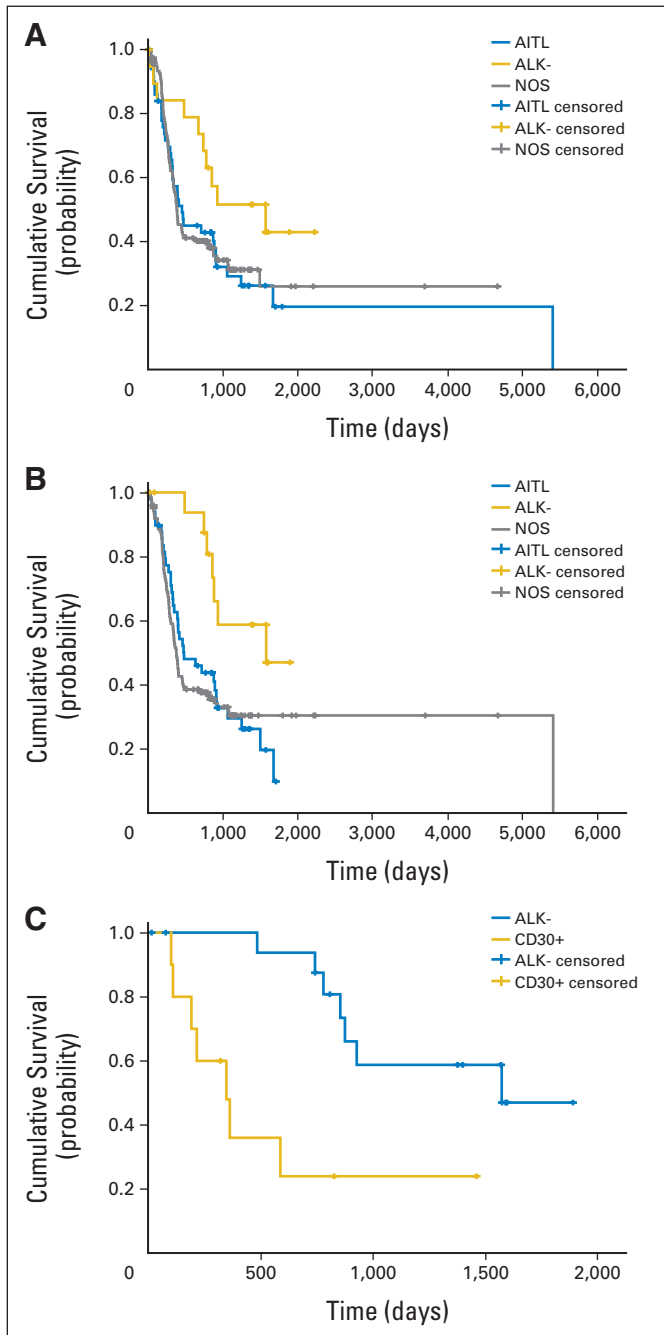 A
AITL
ALK-
NOS
AITL censored
ALK- censored
NOS censored
Cumulative Survival
(probability)
1.0
0.8
0.6
0.4
0.2
0 1,000 2,000 3,000 4,000 5,000 6,000
Time (days)
B
AITL
ALK-
NOS
AITL censored
ALK- censored
NOS censored
Cumulative Survival
(probability)
1.0
0.8
0.6
0.4
0.2
0 1,000 2,000 3,000 4,000 5,000 6,000
Time (days)
C
ALK-
CD30+
ALK- censored
CD30+ censored
Cumulative Survival
(probability)
1.0
0.8
0.6
0.4
0.2
0 500 1,000 1,500 2,000
Time (days)